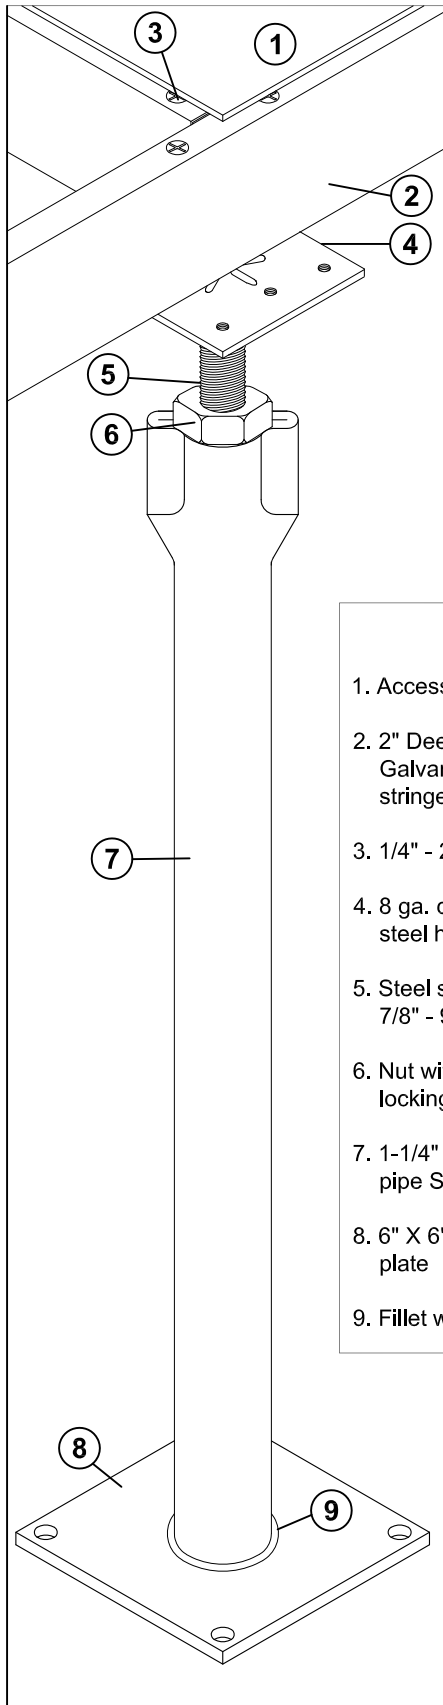 3
1
2
4
5
6
1. Access
2. 2" Dee
Galvan
stringe
3. 1/4" - 2
4. 8 ga. c
steel h
5. Steel s
7/8" - 9
7
6. Nut wi
locking
7. 1-1/4"
pipe S
8. 6" X 6"
plate
9. Fillet w
8
9